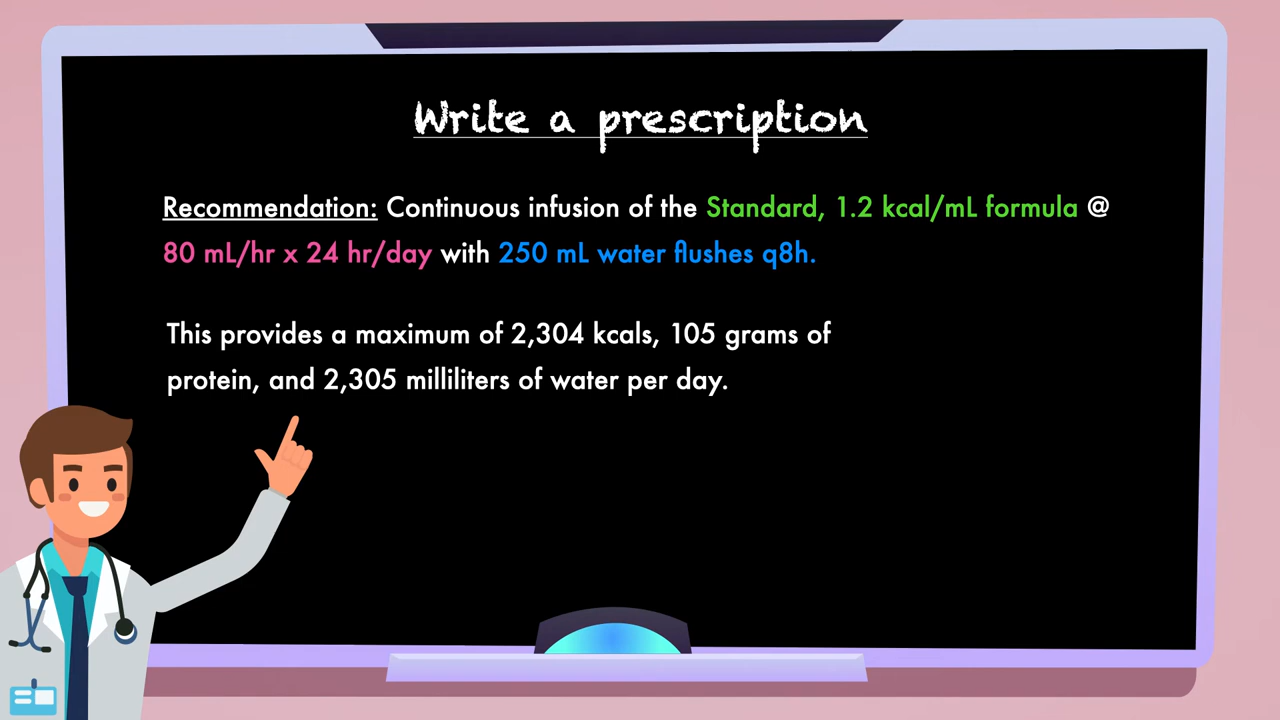 Write a prescription
Recommendation: Continuous infusion of the Standard, 1.2 kcal/mL formula @
80 mL/hr x 24 hr/day with 250 mL water flushes q8h.
This provides a maximum of 2,304 kcals, 105 grams of
protein, and 2,305 milliliters of water per day.